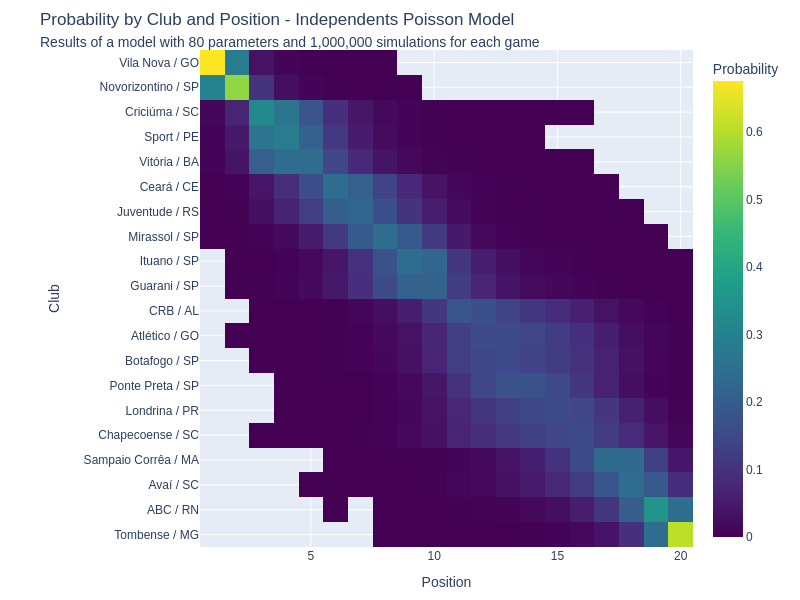 Probability by Club and Position - Independents Poisson Model
Results of a model with 80 parameters and 1,000,000 simulations for each game
Probability
Club
Vila Nova / GO
Novorizontino / SP
Criciúma / SC
Sport / PE
Vitória / BA
Ceará / CE
Juventude / RS
Mirassol / SP
Ituano / SP
Guarani / SP
CRB / AL
Atlético / GO
Botafogo / SP
Ponte Preta / SP
Londrina / PR
Chapecoense / SC
Sampaio Corrêa / MA
Avaí / SC
ABC / RN
Tombense / MG
0.6
0.5
0.4
0.3
0.2
0.1
0
5 10 15 20
Position